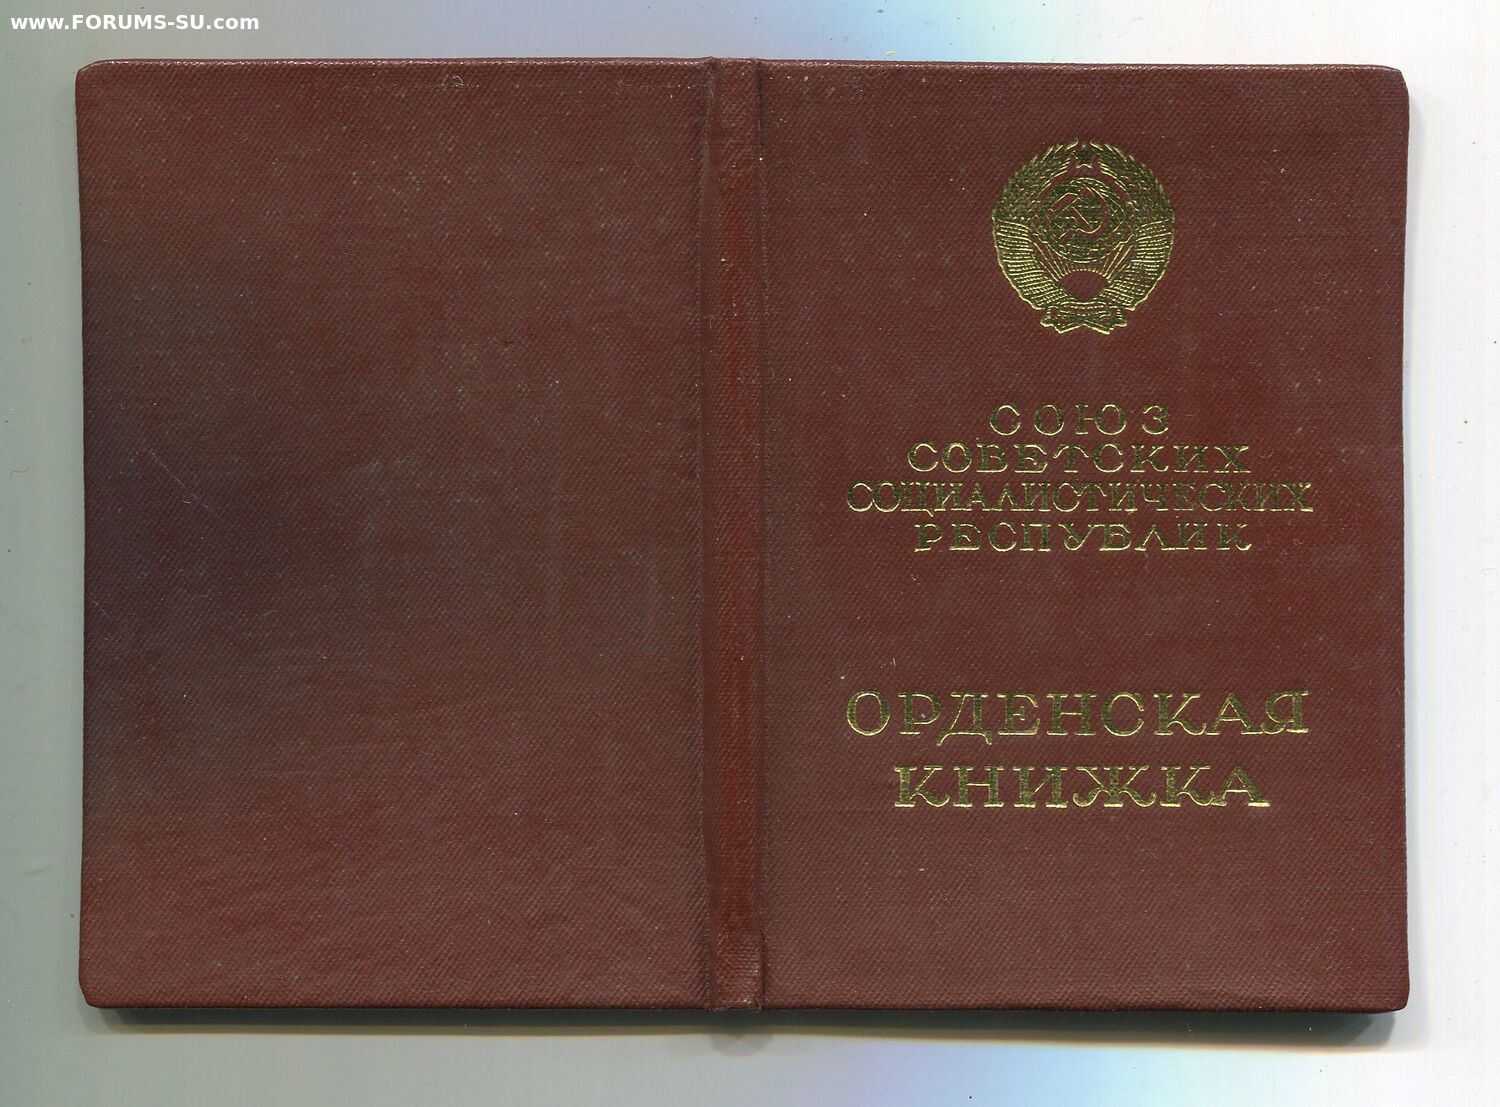 www.FORUMS-SU.com
СОЮЗ
СОВЕТСКИХ
СОЦИАЛИСТИЧЕСКИХ
РЕСПУБЛИК
ОРДЕНСКАЯ
КНИЖКА